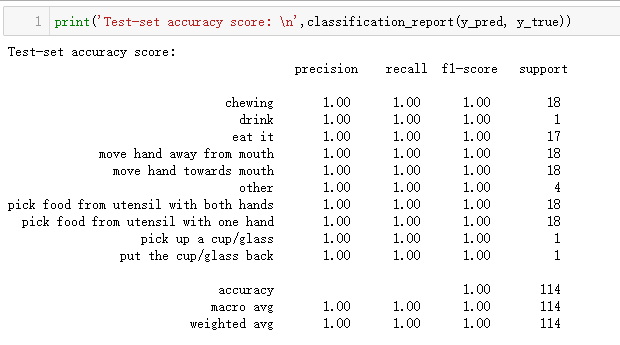 1 print('Test-set accuracy score: \n',classification_report(y_pred, y_true))
Test-set accuracy score:
precision recall f1-score support
chewing 1.00 1.00 1.00 18
drink 1.00 1.00 1.00 1
eat it 1.00 1.00 1.00 17
move hand away from mouth 1.00 1.00 1.00 18
move hand towards mouth 1.00 1.00 1.00 18
other 1.00 1.00 1.00 4
pick food from utensil with both hands 1.00 1.00 1.00 18
pick food from utensil with one hand 1.00 1.00 1.00 18
pick up a cup/glass 1.00 1.00 1.00 1
put the cup/glass back 1.00 1.00 1.00 1
accuracy 1.00 114
macro avg 1.00 1.00 1.00 114
weighted avg 1.00 1.00 1.00 114